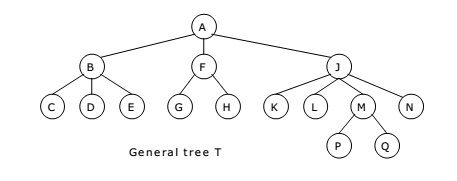 A
B F J
C D E G H K L M N
General tree T P Q